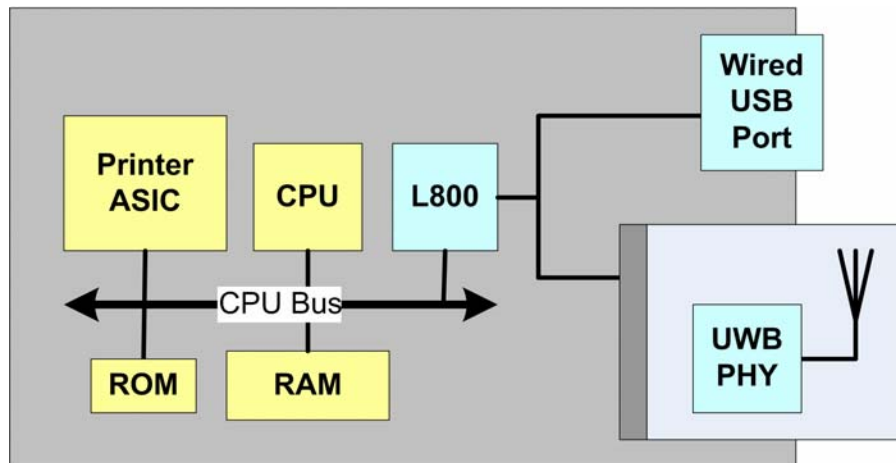 Wired
USB
Port
Printer
ASIC
CPU
L800
CPU Bus
UWB
PHY
ROM
RAM